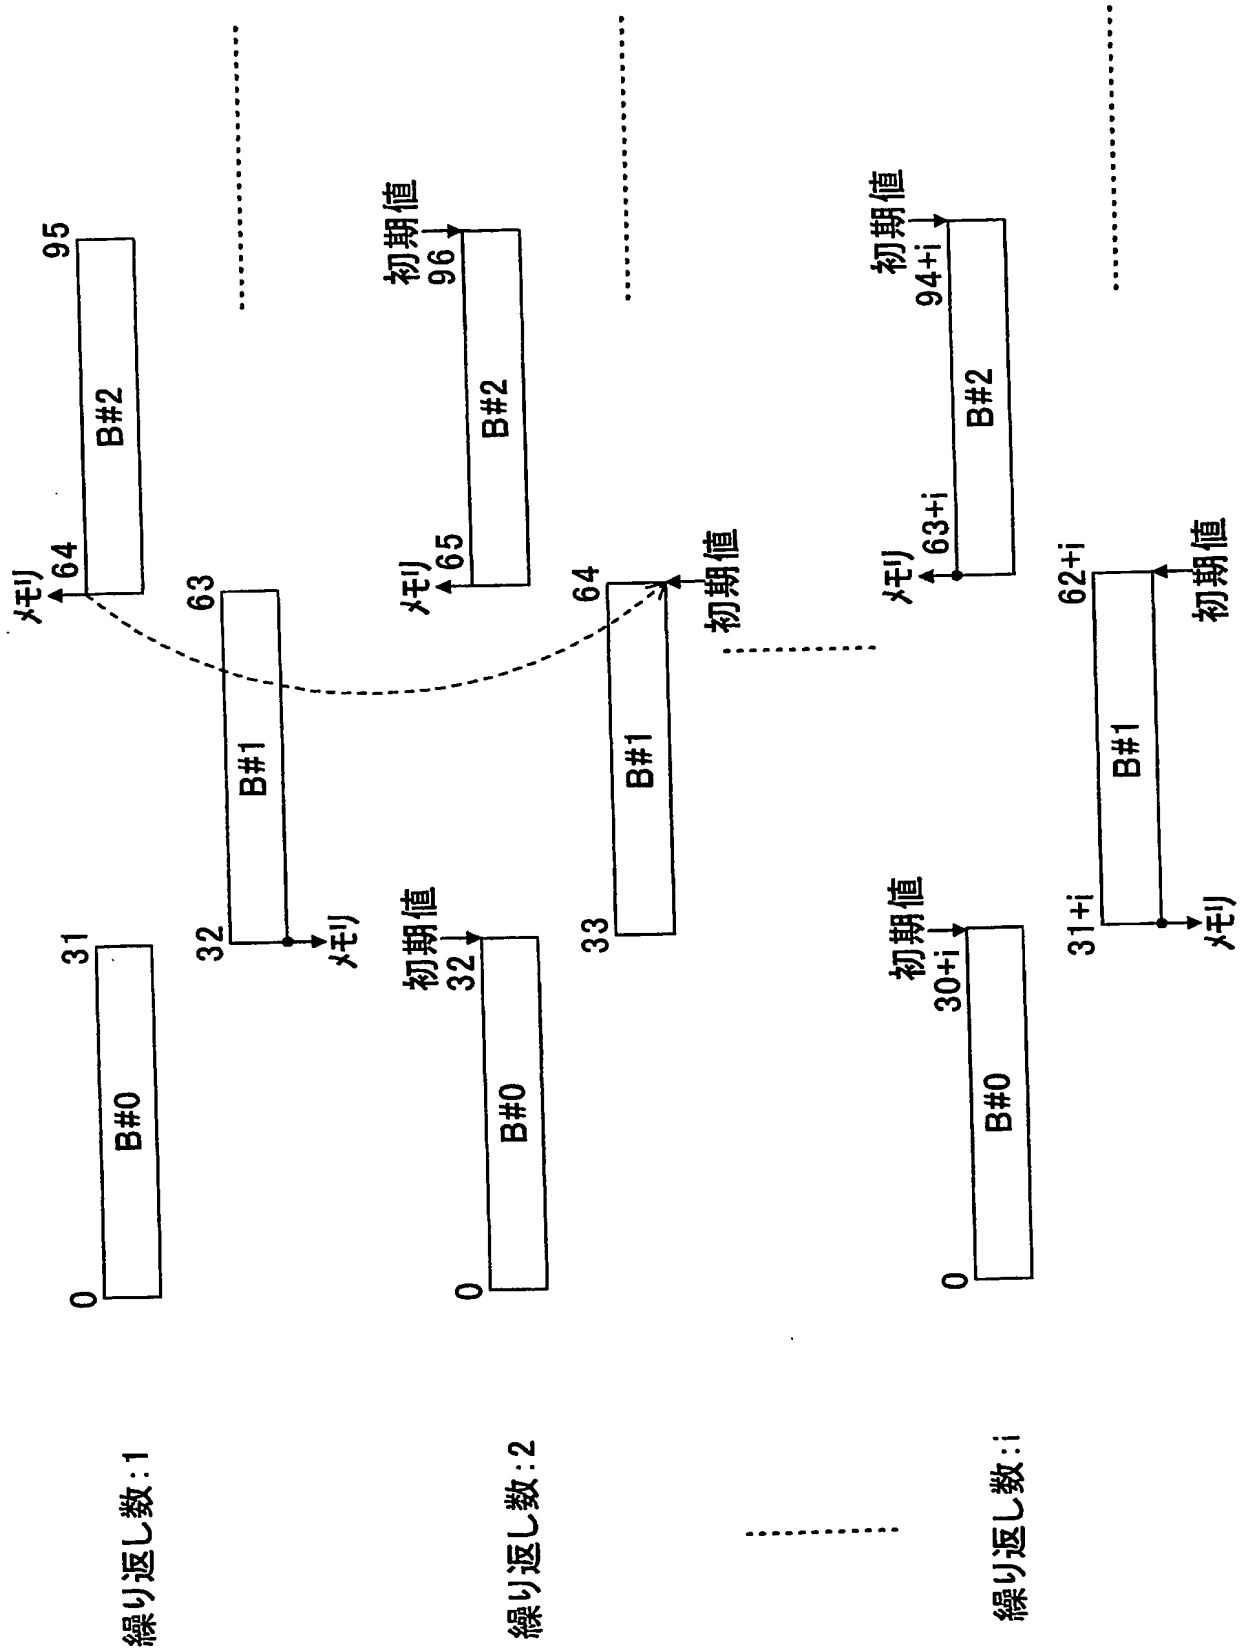 繰り返し数:1
0
31
B#0
32
63
B#1
メモリ
メモリ
64
95
B#2
繰り返し数:2
0
初期値
32
B#0
33
64
B#1
初期値
メモリ
65
初期値
96
B#2
繰り返し数:i
0
初期値
30+i
B#0
31+i
62+i
B#1
メモリ
初期値
メモリ
63+i
初期値
94+i
B#2